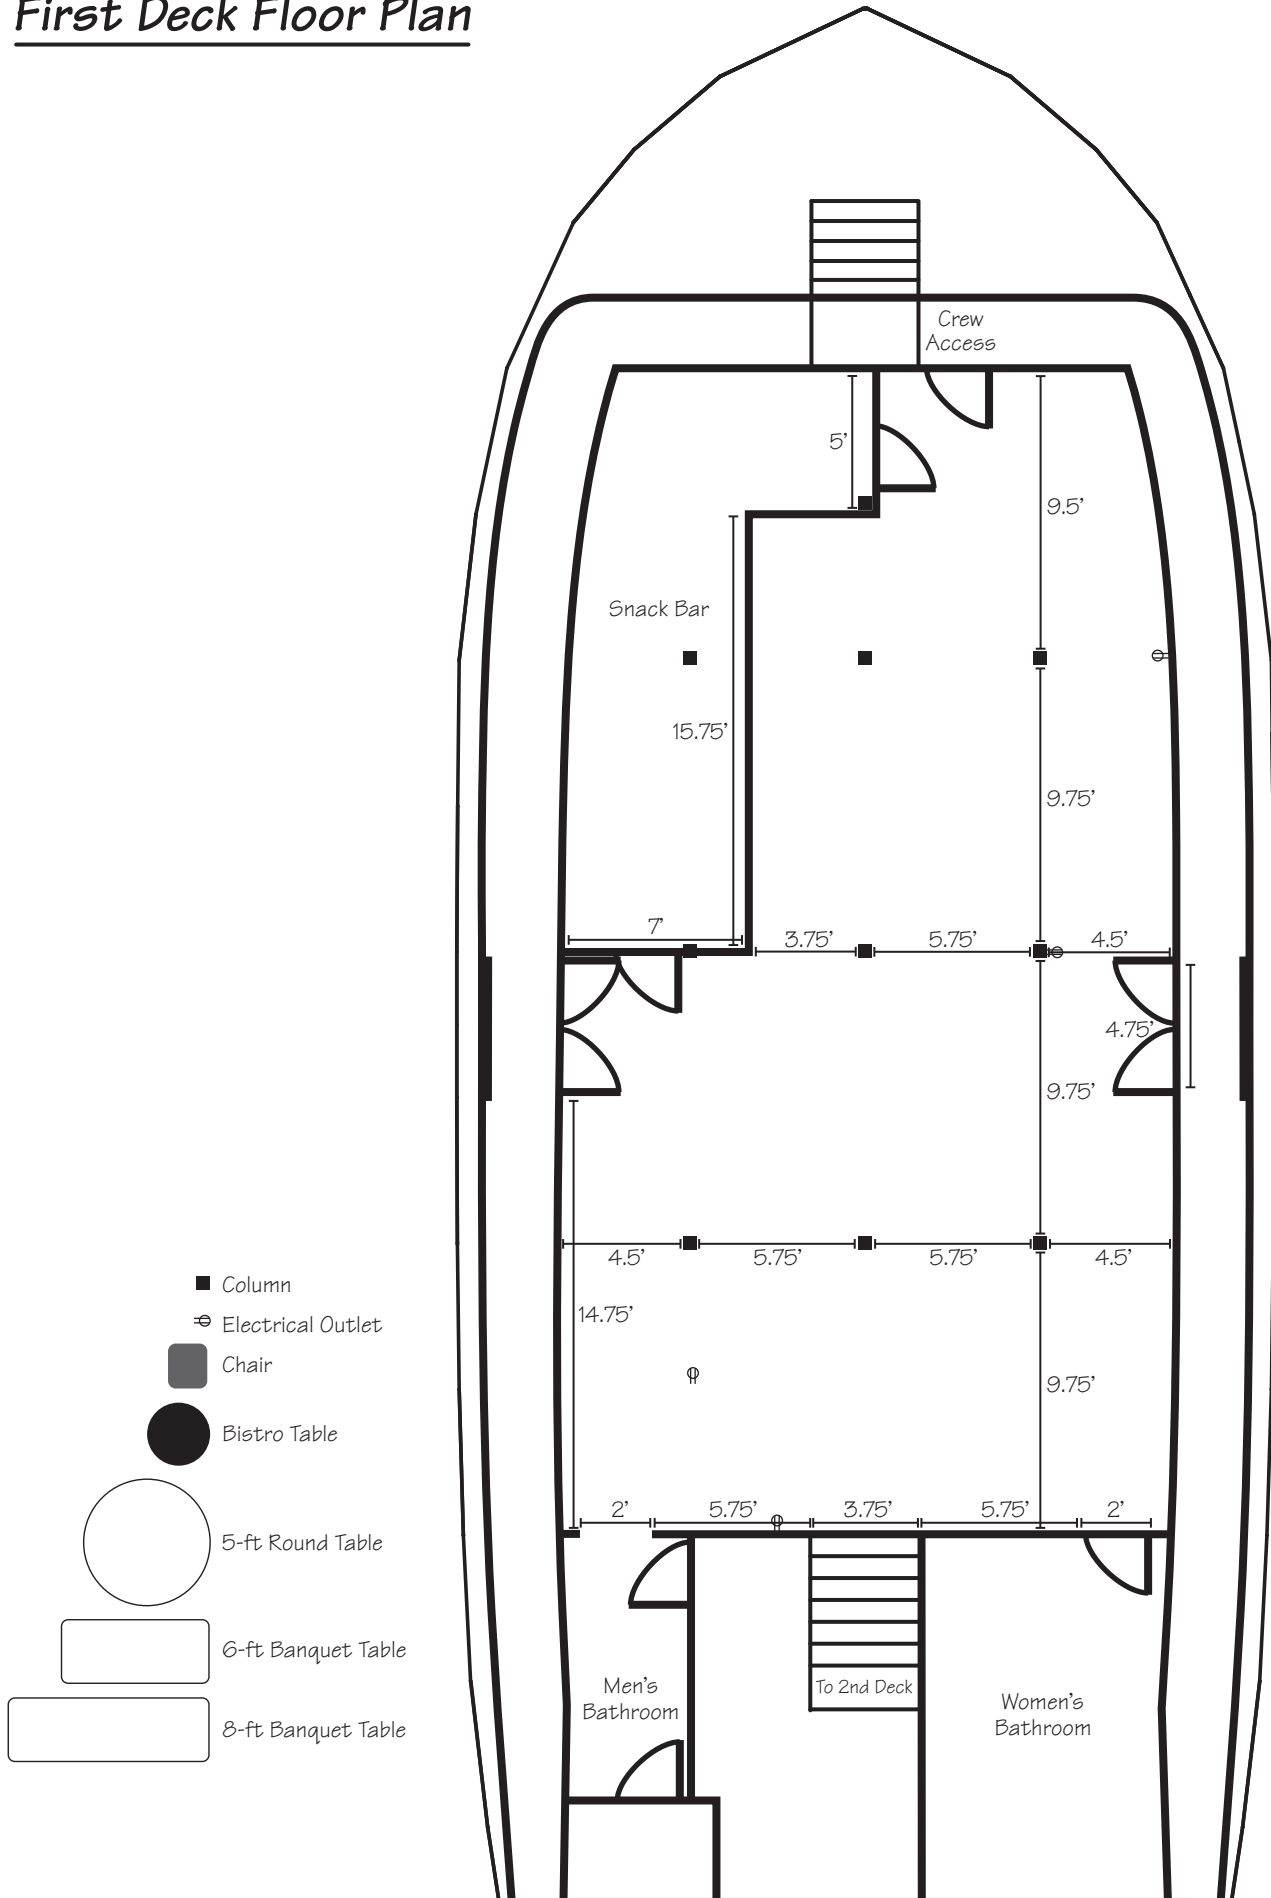 First Deck Floor Plan
Crew
Access
5’
9.5’
Snack Bar
15.75’
9.75’
7’
3.75’
5.75’
4.5’
4.75’
9.75’
4.5’
5.75’
5.75’
4.5’
Column
14.75’
Electrical Outlet
Chair
9.75’
Bistro Table
2’
5.75’
3.75’
5.75’
2’
5-ft Round Table
6-ft Banquet Table
Men’s
Bathroom
To 2nd Deck
Women’s
Bathroom
8-ft Banquet Table